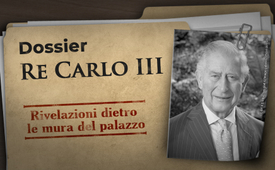 Dossier
RE CARLO III
Rivelazioni dietro
le mura del palazzo